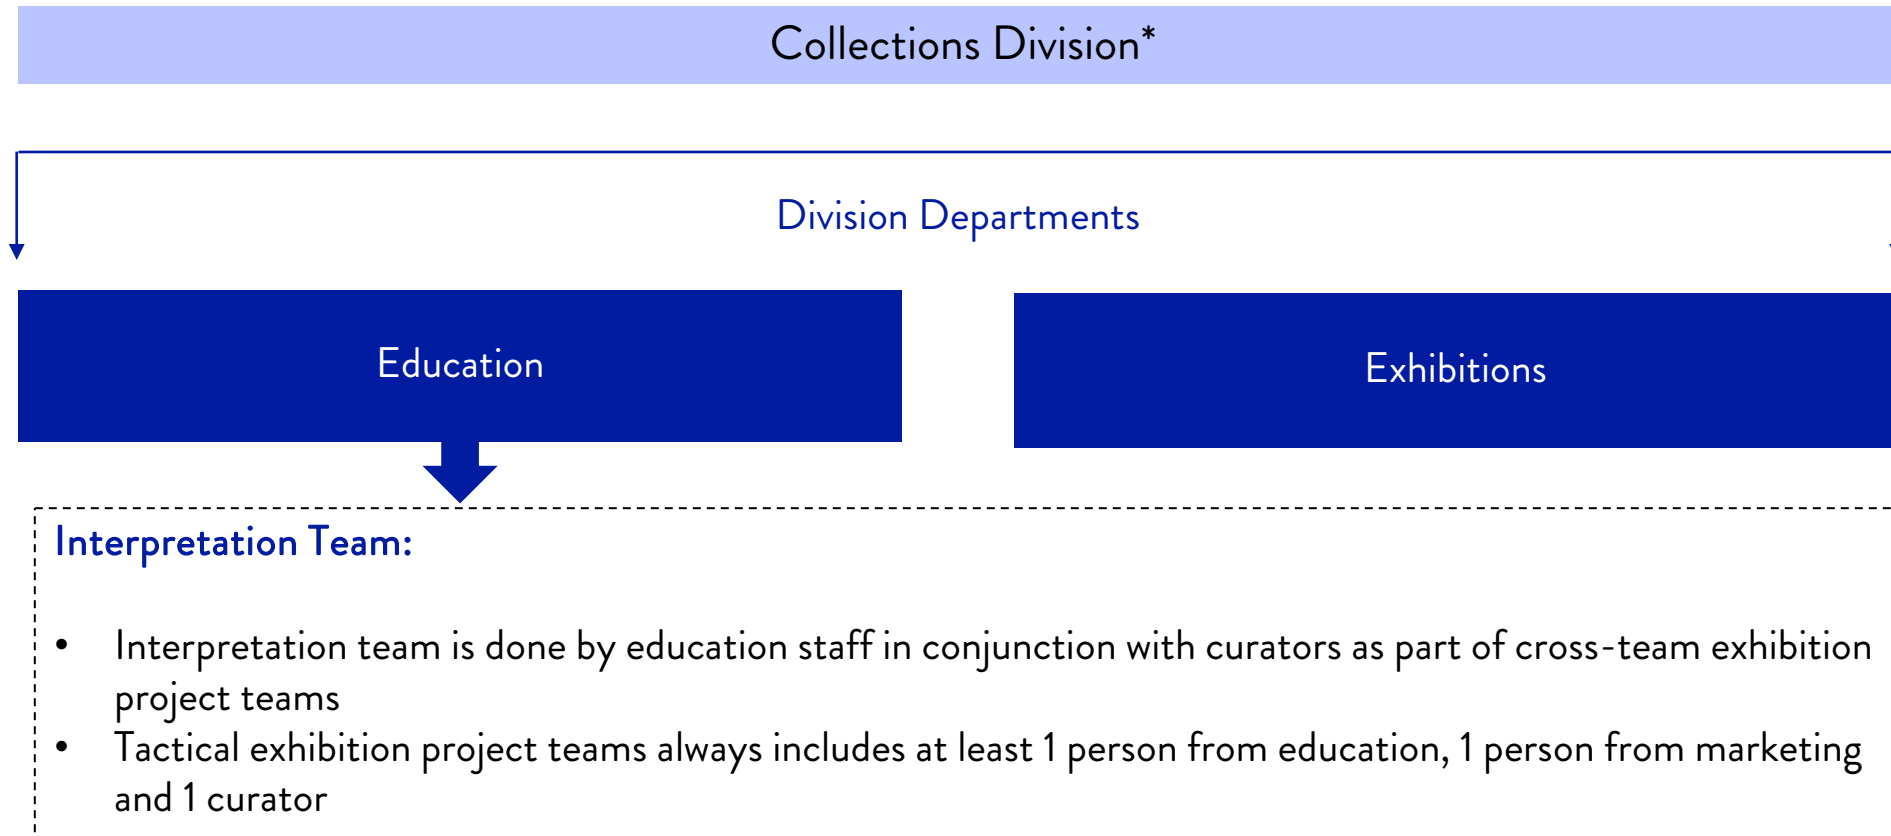 Collections Division*
Division Departments
Education
Exhibitions
Interpretation Team:
• Interpretation team is done by education staff in conjunction with curators as part of cross-team exhibition
project teams
• Tactical exhibition project teams always includes at least 1 person from education, 1 person from marketing
and 1 curator